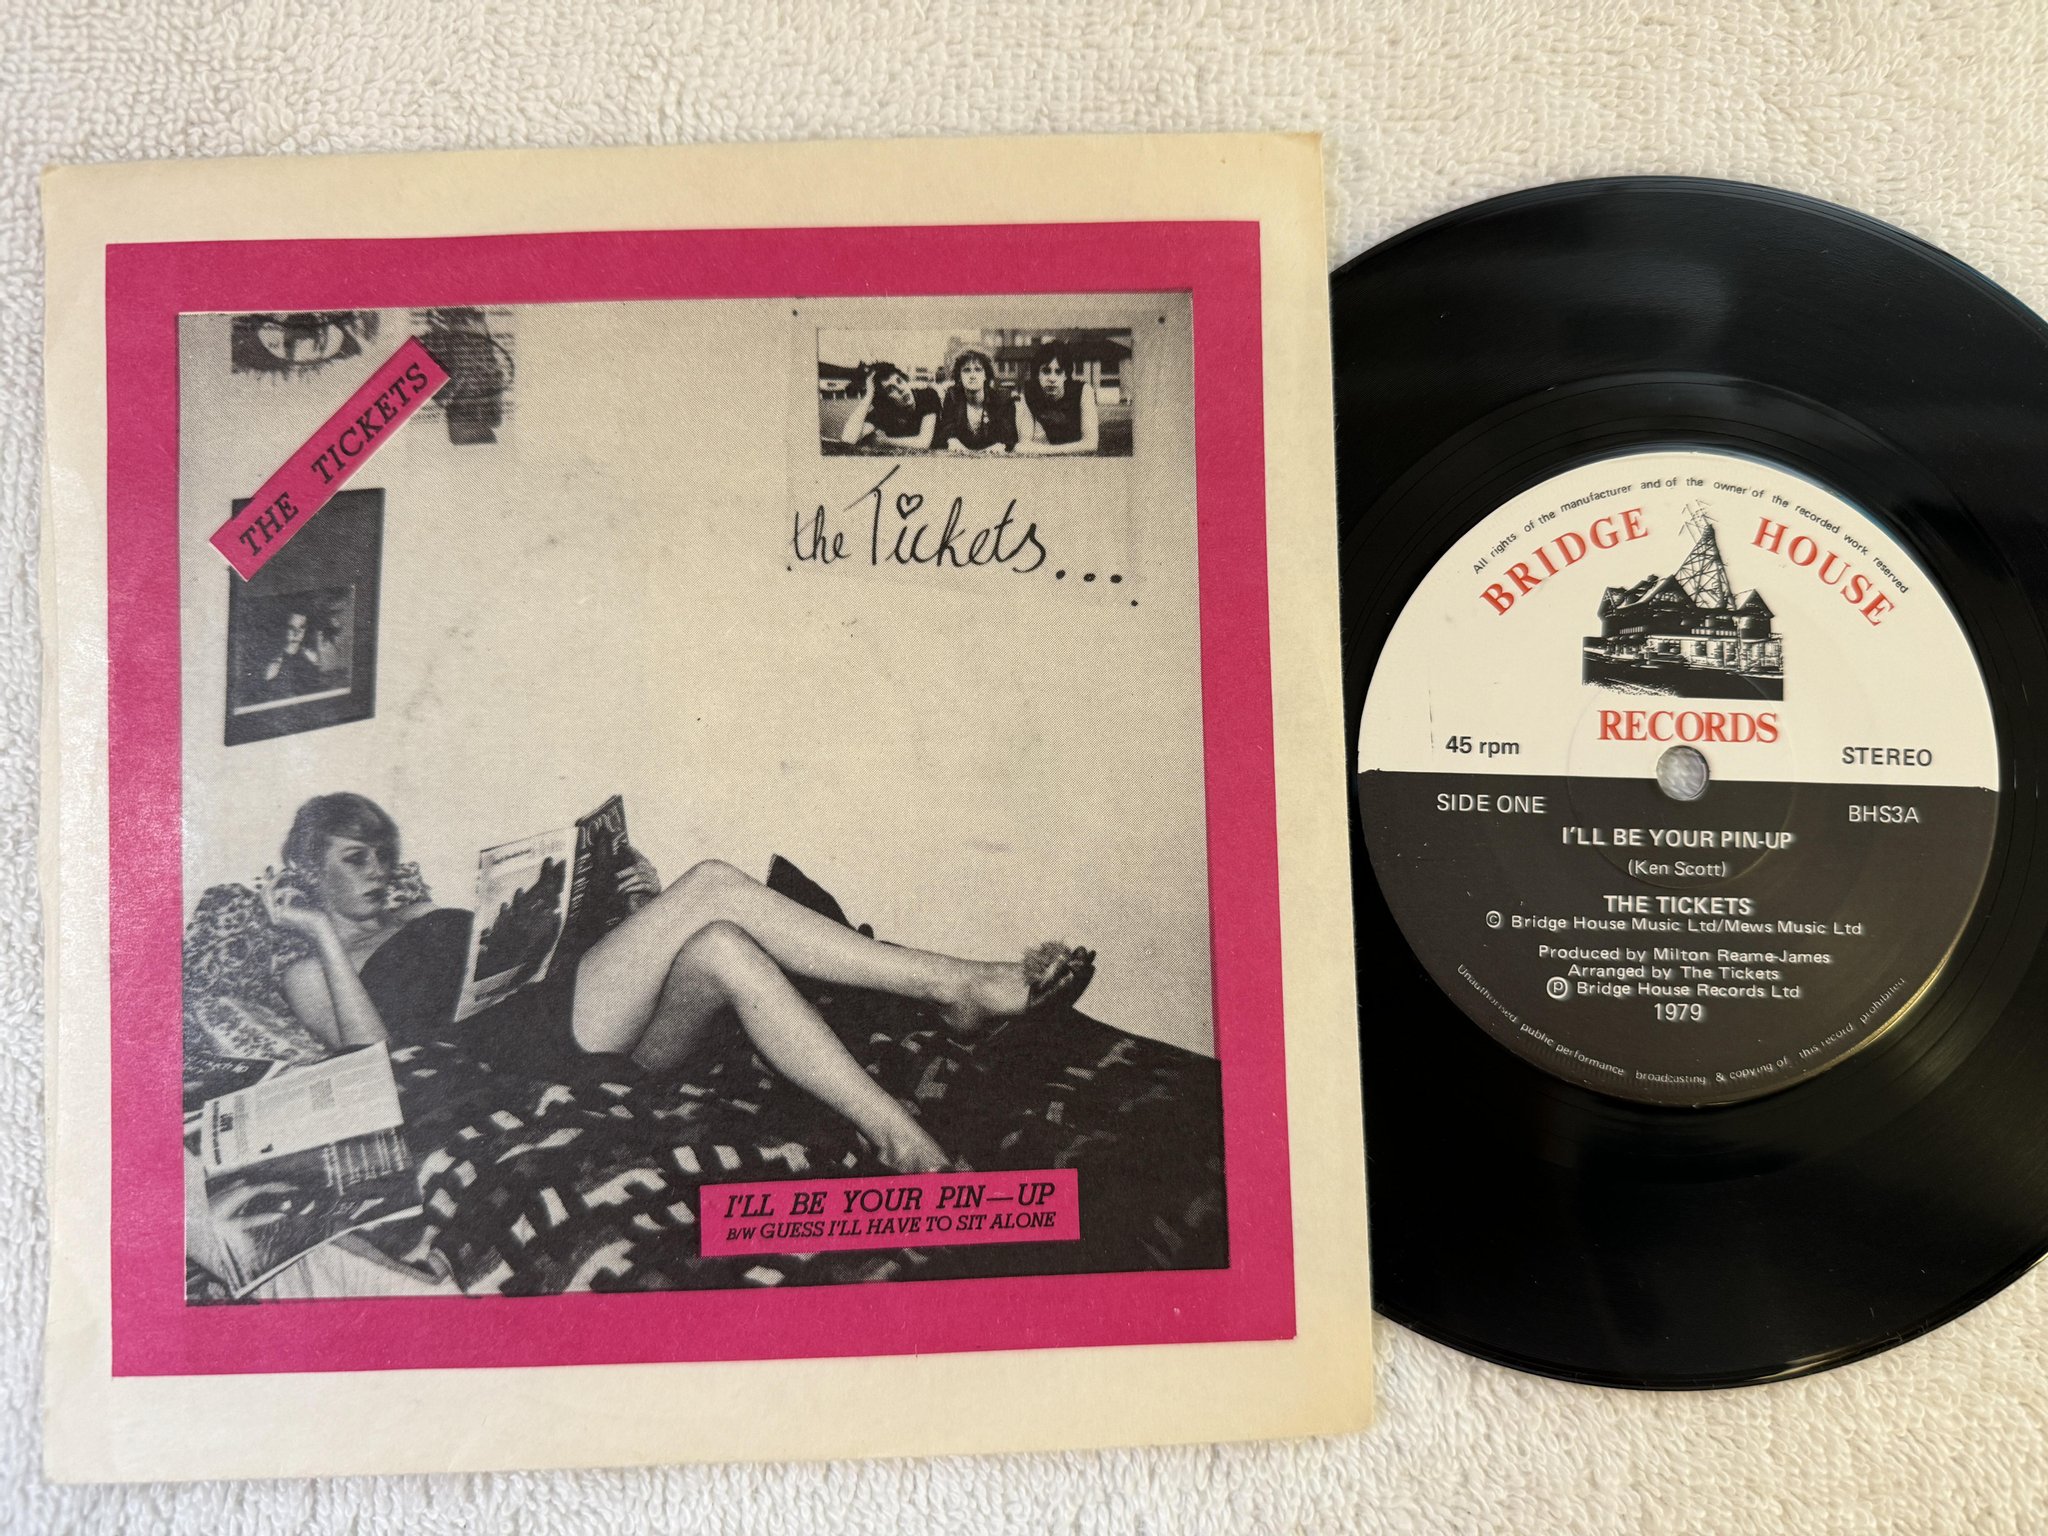 THE TICKETS
the Tickets...
I'LL BE YOUR PIN—UP
B/W GUESS I'LL HAVE TO SIT ALONE
All rights of the manufacturer and of the owner of the recorded work reserved
BRIDGE HOUSE
RECORDS
45 rpm
STEREO
SIDE ONE
BHS3A
I'LL BE YOUR PIN-UP
(Ken Scott)
THE TICKETS
© Bridge House Music Ltd/Mews Music Ltd
Produced by Milton Reame-James
Arranged by The Tickets
Ⓟ Bridge House Records Ltd
1979
Unauthorised public performance broadcasting & copying of this record prohibited